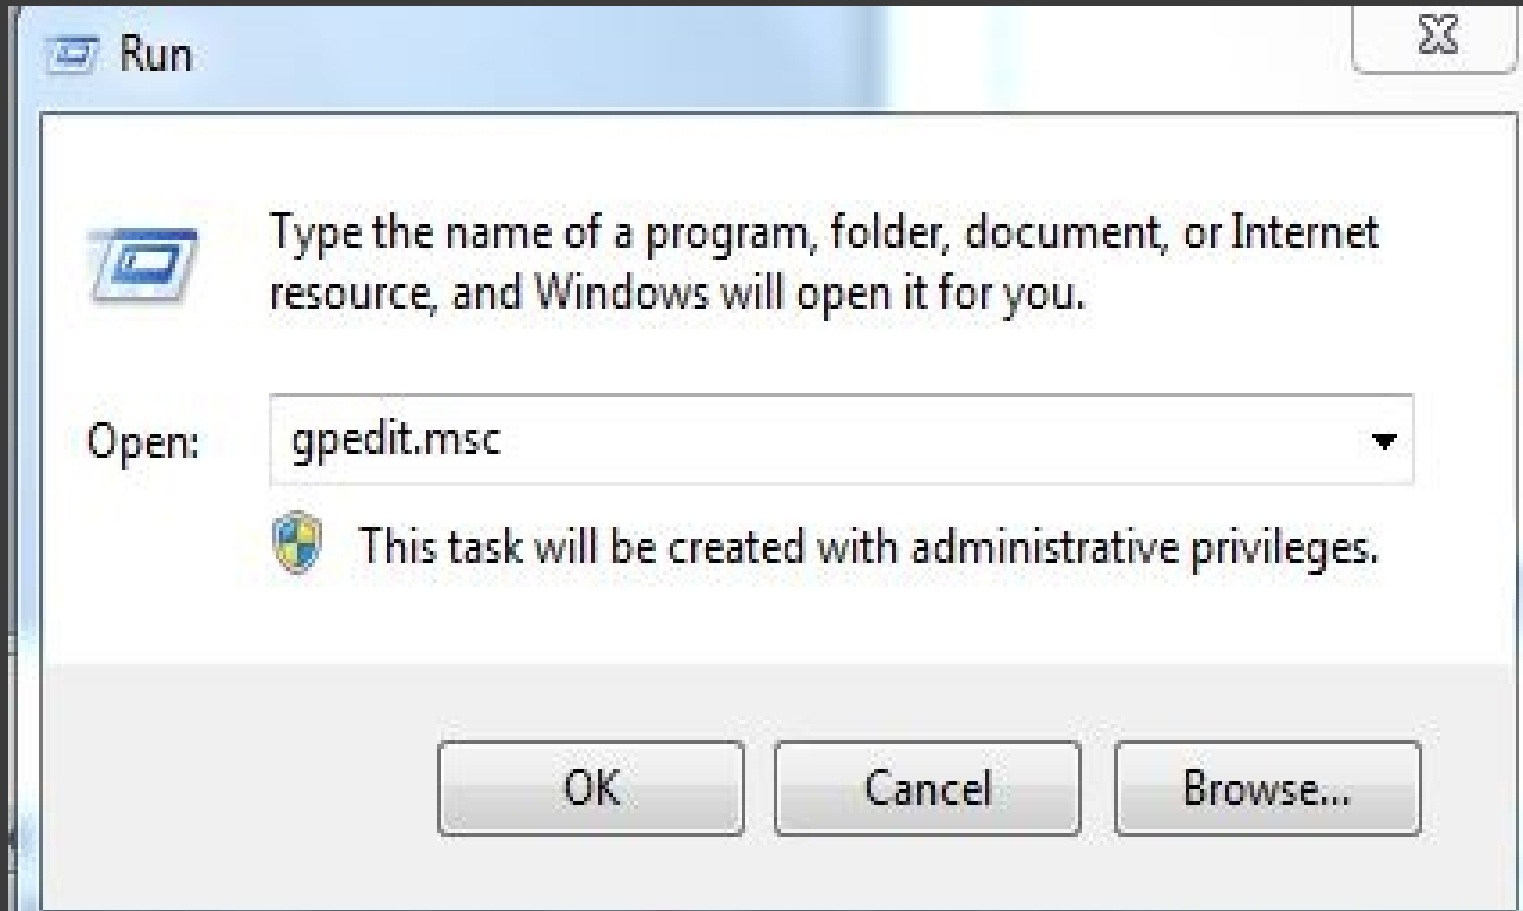 Run
Type the name of a program, folder, document, or Internet
resource, and Windows will open it for you.
Open: gpedit.msc
This task will be created with administrative privileges.
OK Cancel Browse...